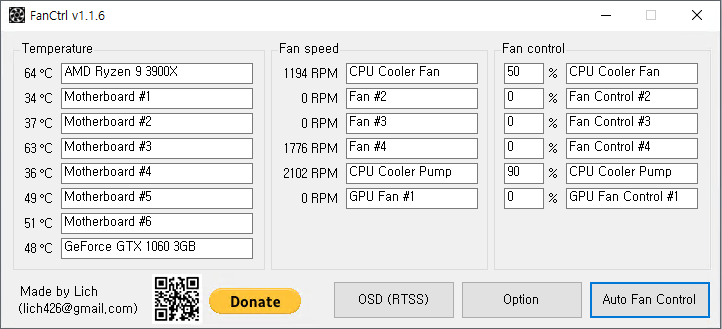 FanCtrl v1.1.6
Temperature
64 ℃ AMD Ryzen 9 3900X
34 ℃ Motherboard #1
37 ℃ Motherboard #2
63 ℃ Motherboard #3
36 ℃ Motherboard #4
49 ℃ Motherboard #5
51 ℃ Motherboard #6
48 ℃ GeForce GTX 1060 3GB
Fan speed
1194 RPM CPU Cooler Fan
0 RPM Fan #2
0 RPM Fan #3
1776 RPM Fan #4
2102 RPM CPU Cooler Pump
0 RPM GPU Fan #1
Fan control
50 % CPU Cooler Fan
0 % Fan Control #2
0 % Fan Control #3
0 % Fan Control #4
90 % CPU Cooler Pump
0 % GPU Fan Control #1
Made by Lich
(lich426@gmail.com)
Donate
OSD (RTSS)
Option
Auto Fan Control